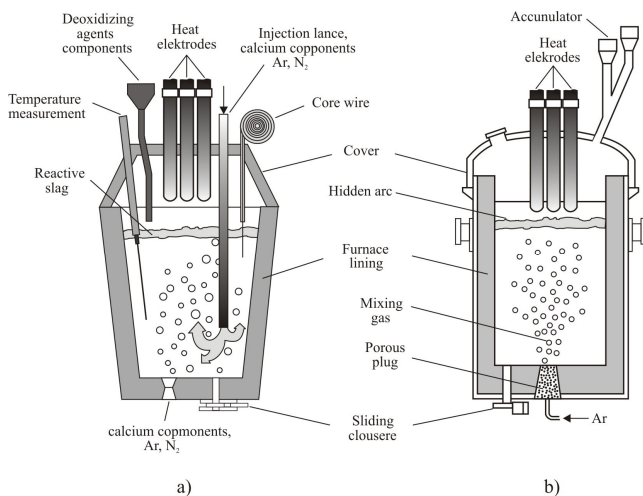 Deoxidizing
agents
components
Heat
elektrodes
Injection lance,
calcium copponents
Ar, N₂
Temperature
measurement
Core wire
Reactive
slag
Cover
Hidden arc
Furnace
lining
Mixing
gas
Porous
plug
Sliding
clousere
calcium copmonents,
Ar, N₂
a)
Accunulator
Heat
elekrodes
Ar
b)